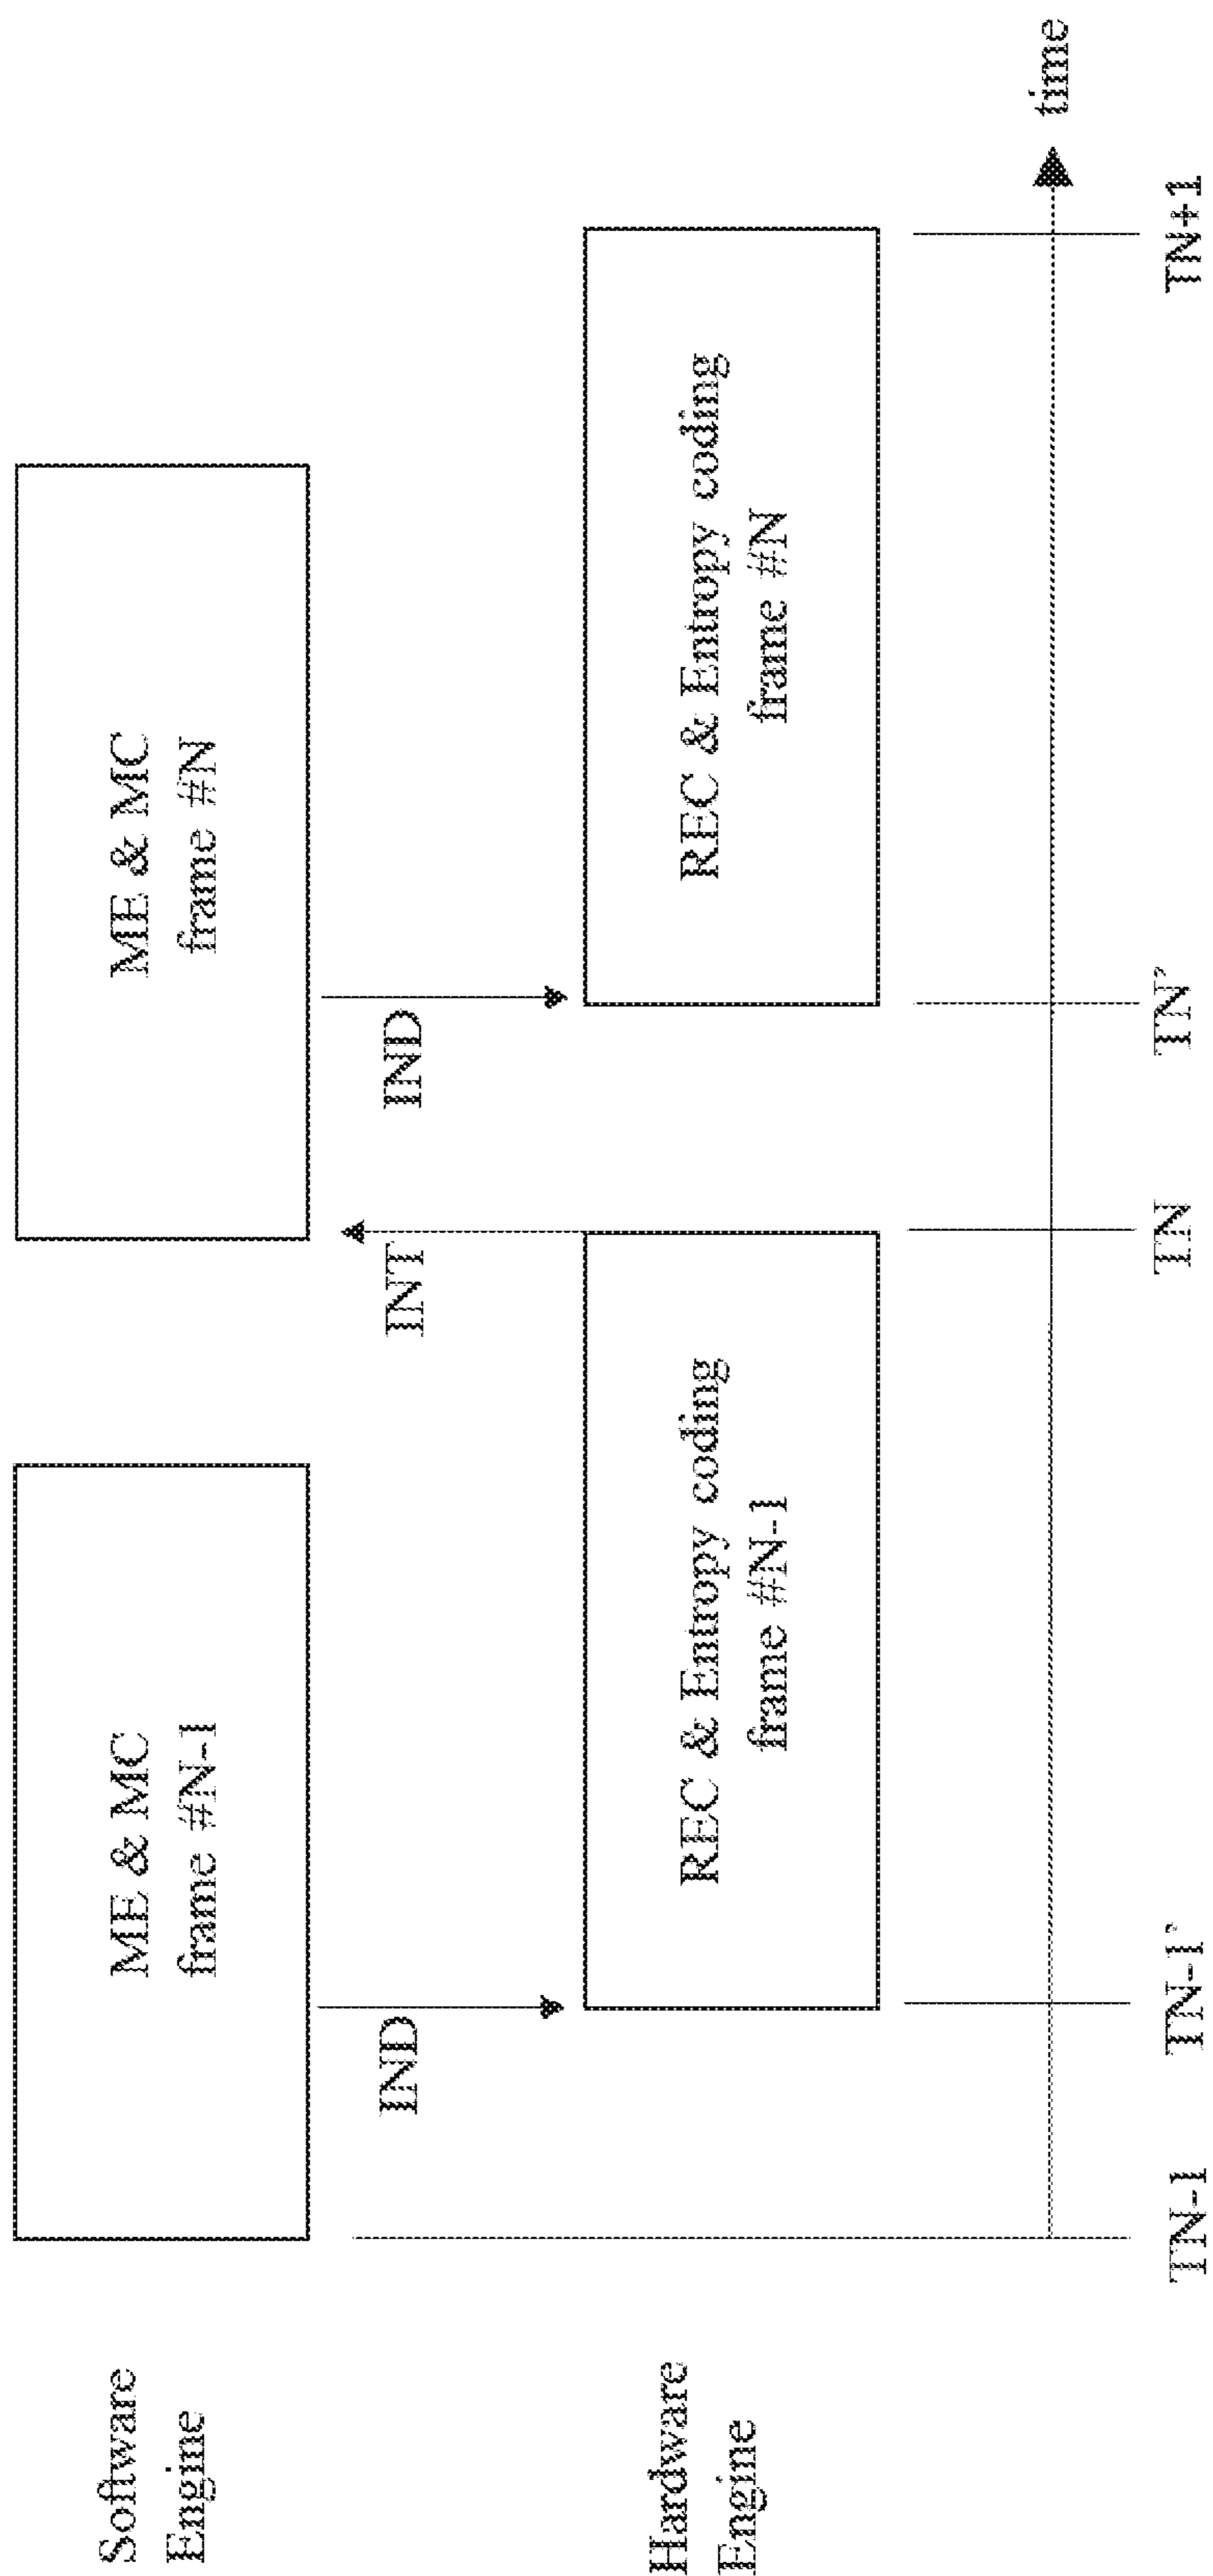 Software
Engine
ME & MC
frame #N-1
ME & MC
frame #N
IND
INT
IND
Hardware
Engine
REC & Entropy coding
frame #N-1
REC & Entropy coding
frame #N
time
TN-1
TN-1'
TN
TN'
TN+1